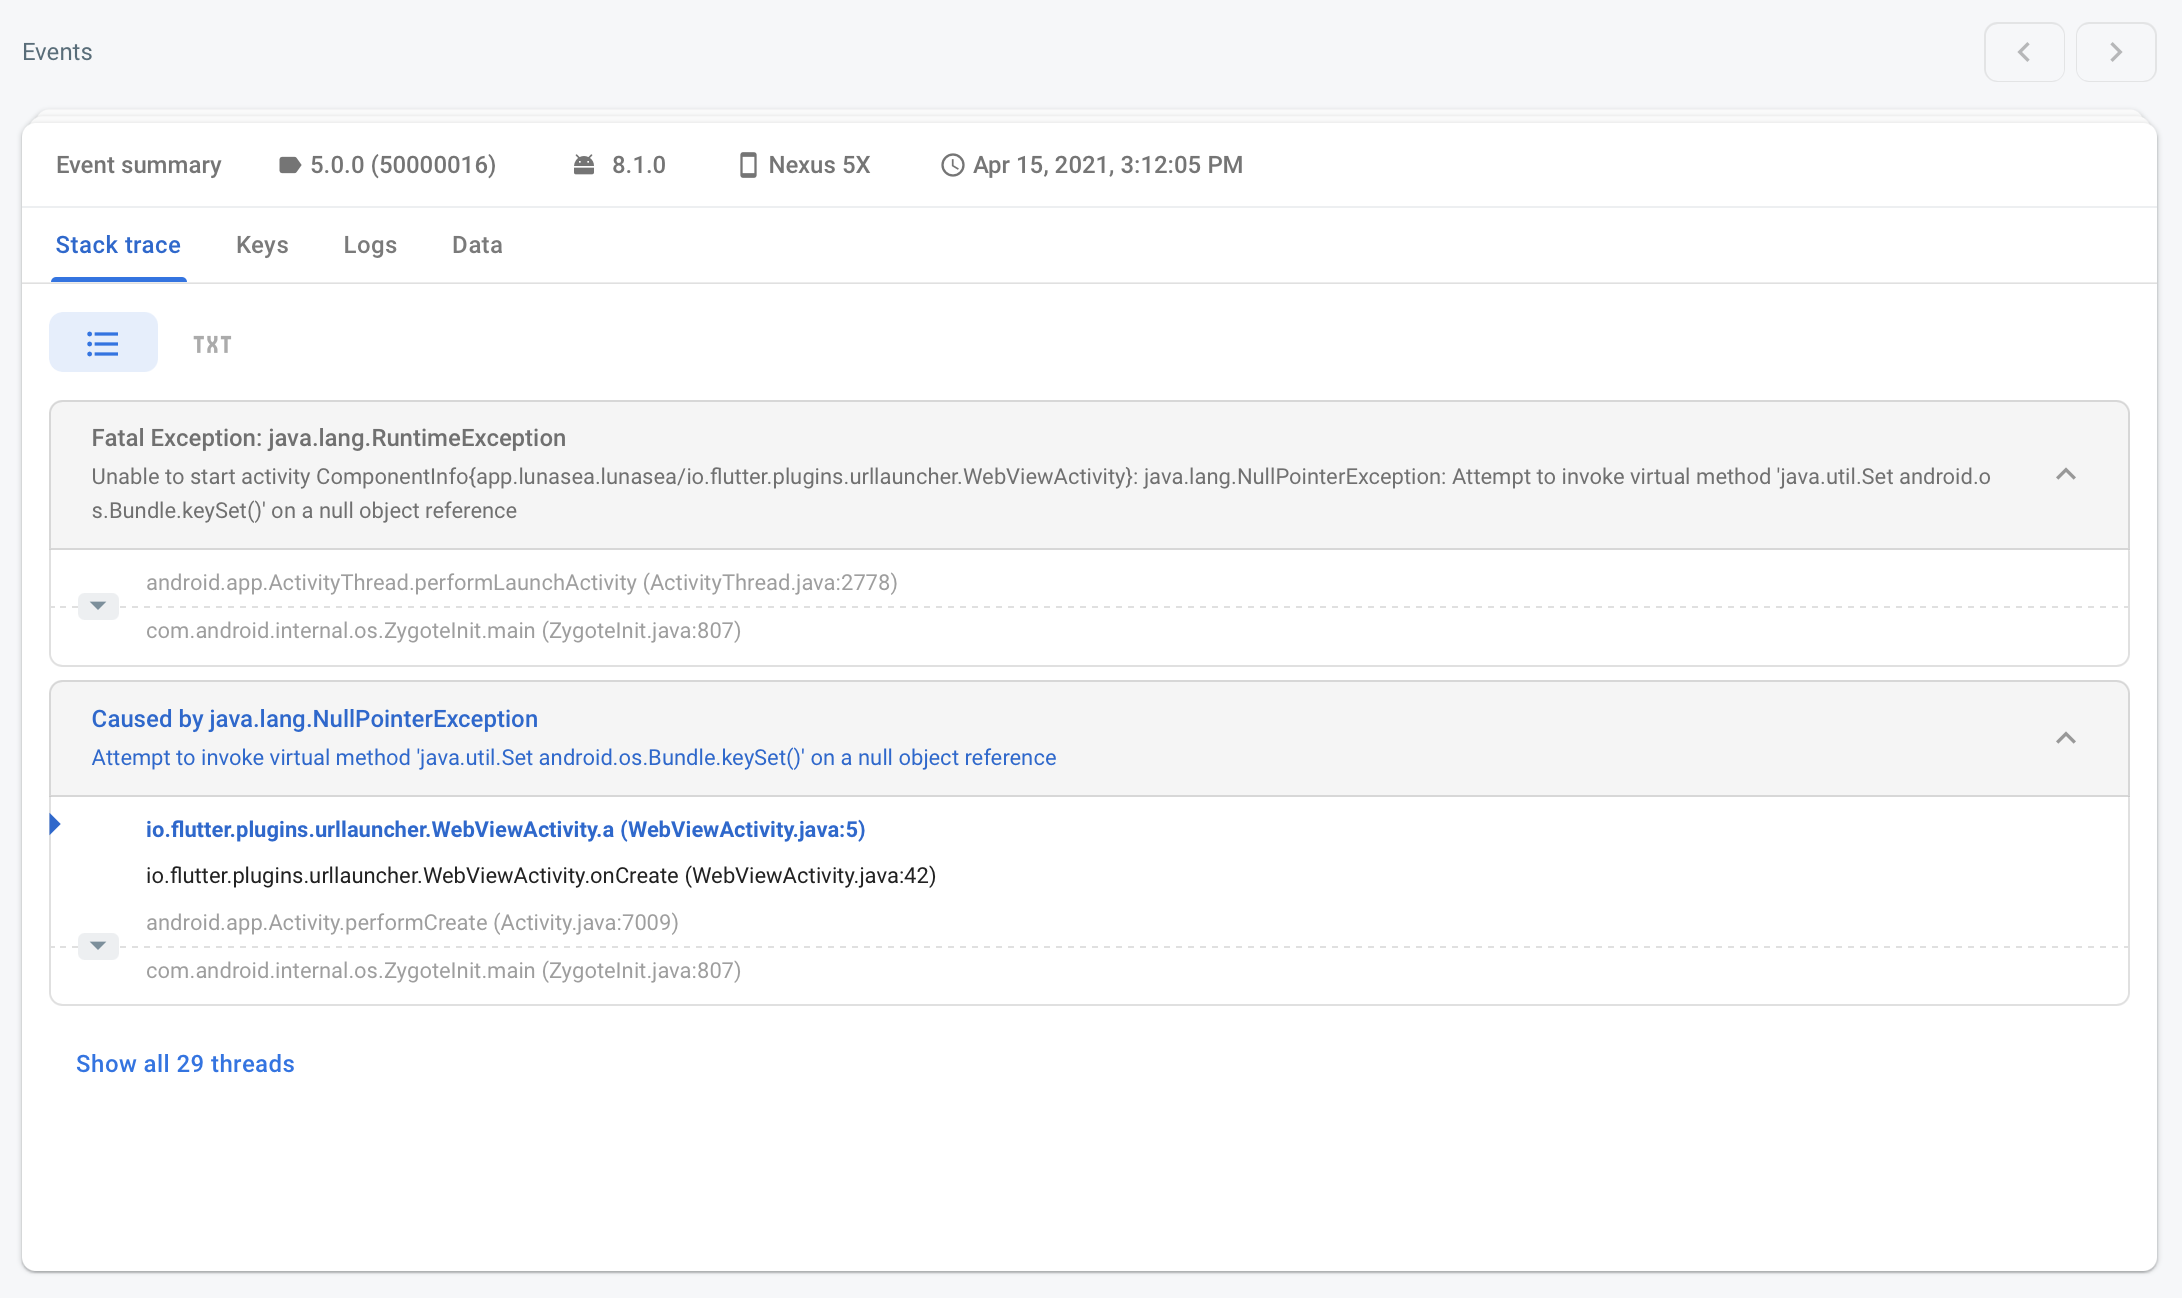 Events
Event summary 5.0.0 (50000016) 8.1.0 Nexus 5X Apr 15, 2021, 3:12:05 PM
Stack trace Keys Logs Data
TXT
Fatal Exception: java.lang.RuntimeException
Unable to start activity ComponentInfo{app.lunasea.lunasea/io.flutter.plugins.urllauncher.WebViewActivity}: java.lang.NullPointerException: Attempt to invoke virtual method 'java.util.Set android.o
s.Bundle.keySet()' on a null object reference
android.app.ActivityThread.performLaunchActivity (ActivityThread.java:2778)
com.android.internal.os.ZygoteInit.main (ZygoteInit.java:807)
Caused by java.lang.NullPointerException
Attempt to invoke virtual method 'java.util.Set android.os.Bundle.keySet()' on a null object reference
io.flutter.plugins.urllauncher.WebViewActivity.a (WebViewActivity.java:5)
io.flutter.plugins.urllauncher.WebViewActivity.onCreate (WebViewActivity.java:42)
android.app.Activity.performCreate (Activity.java:7009)
com.android.internal.os.ZygoteInit.main (ZygoteInit.java:807)
Show all 29 threads